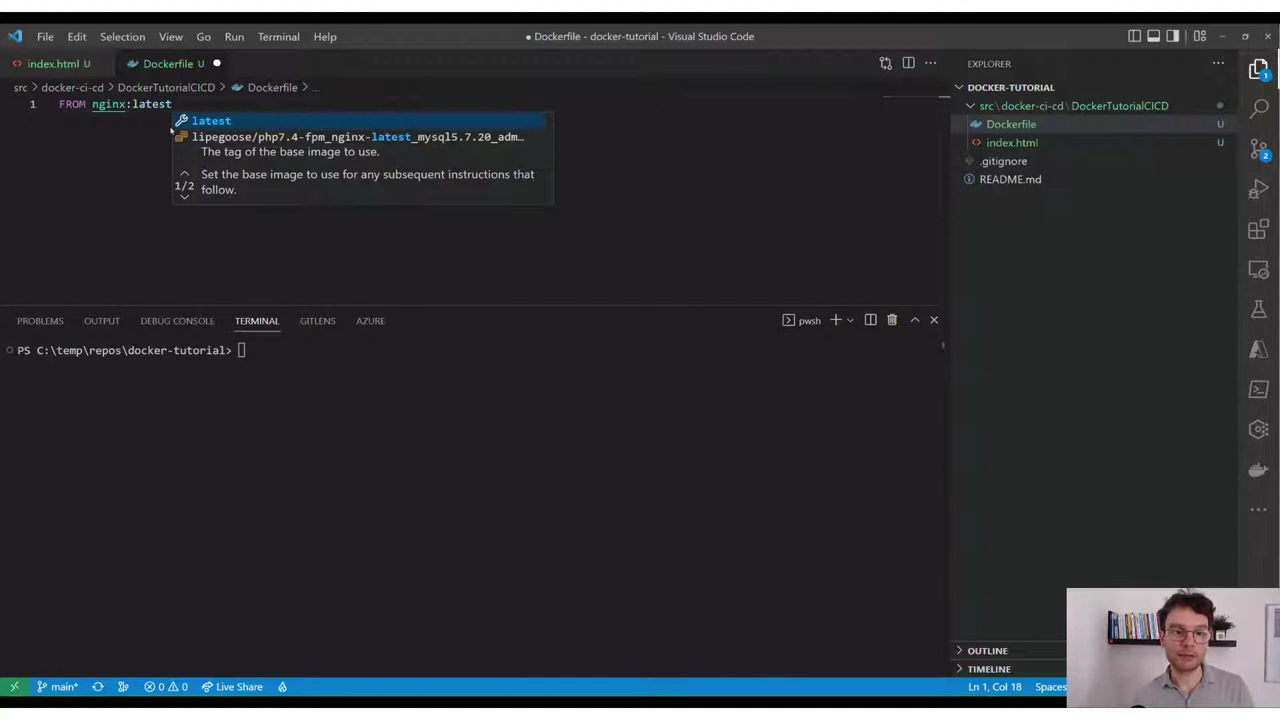 File Edit Selection View Go Run Terminal Help
● Dockerfile - docker-tutorial - Visual Studio Code
index.html U
Dockerfile U
EXPLORER
src > docker-ci-cd > DockerTutorialCICD > Dockerfile > ...
DOCKER-TUTORIAL
1 FROM nginx:latest
src \ docker-ci-cd \ DockerTutorialCICD
latest
Dockerfile U
lipegoose/php7.4-fpm_nginx-latest_mysql5.7.20_adm…
index.html U
The tag of the base image to use.
.gitignore
Set the base image to use for any subsequent instructions that
1/2
follow.
README.md
PROBLEMS OUTPUT DEBUG CONSOLE TERMINAL GITLENS AZURE
pwsh
PS C:\temp\repos\docker-tutorial>
1
2
OUTLINE
TIMELINE
main* 0 0 Live Share
Ln 1, Col 18 Spaces